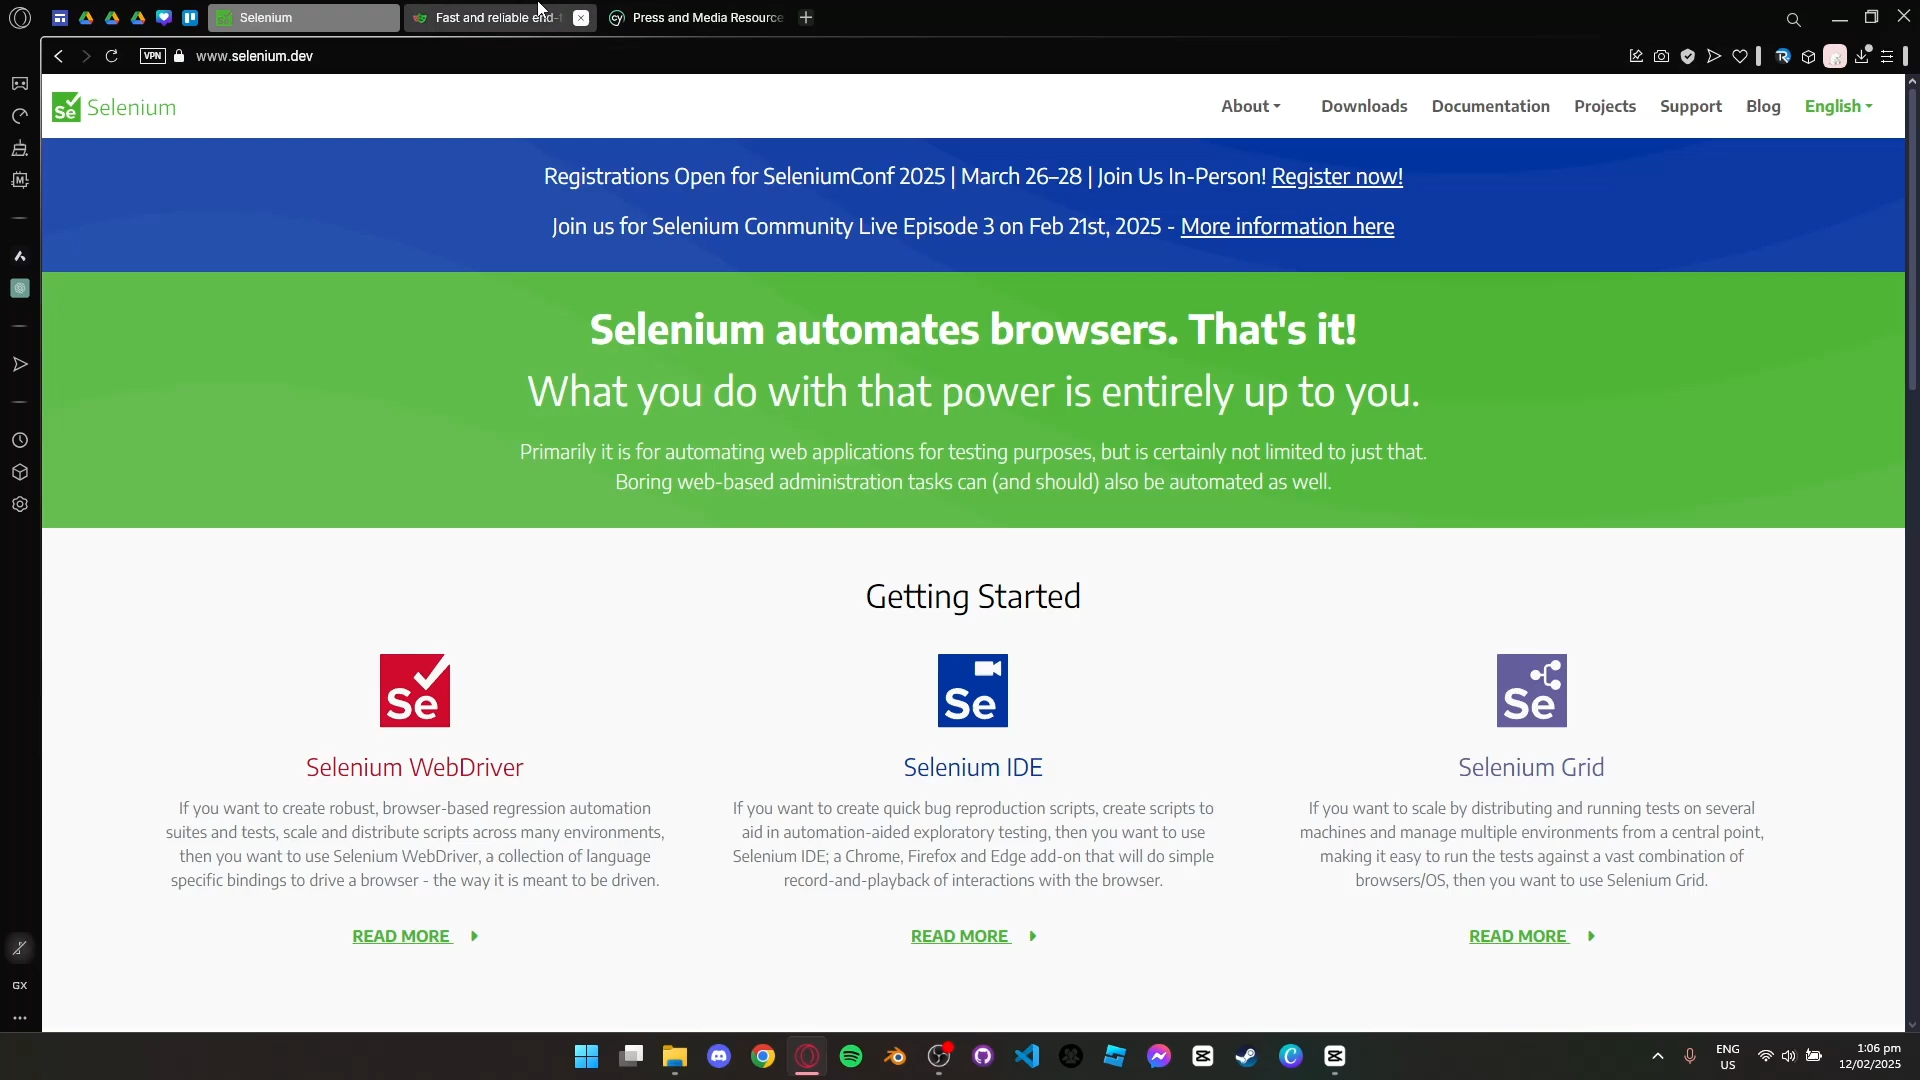 Selenium
Fast and reliable end-t
Press and Media Resource
VPN
www.selenium.dev
Se Selenium
About
Downloads
Documentation
Projects
Support
Blog
English
Registrations Open for SeleniumConf 2025 | March 26–28 | Join Us In-Person! Register now!
Join us for Selenium Community Live Episode 3 on Feb 21st, 2025 - More information here
Selenium automates browsers. That's it!
What you do with that power is entirely up to you.
Primarily it is for automating web applications for testing purposes, but is certainly not limited to just that.
Boring web-based administration tasks can (and should) also be automated as well.
Getting Started
Se
Selenium WebDriver
If you want to create robust, browser-based regression automation
suites and tests, scale and distribute scripts across many environments,
then you want to use Selenium WebDriver, a collection of language
specific bindings to drive a browser - the way it is meant to be driven.
READ MORE
Se
Selenium IDE
If you want to create quick bug reproduction scripts, create scripts to
aid in automation-aided exploratory testing, then you want to use
Selenium IDE; a Chrome, Firefox and Edge add-on that will do simple
record-and-playback of interactions with the browser.
READ MORE
Se
Selenium Grid
If you want to scale by distributing and running tests on several
machines and manage multiple environments from a central point,
making it easy to run the tests against a vast combination of
browsers/OS, then you want to use Selenium Grid.
READ MORE
GX
ENG
US
1:06 pm
12/02/2025